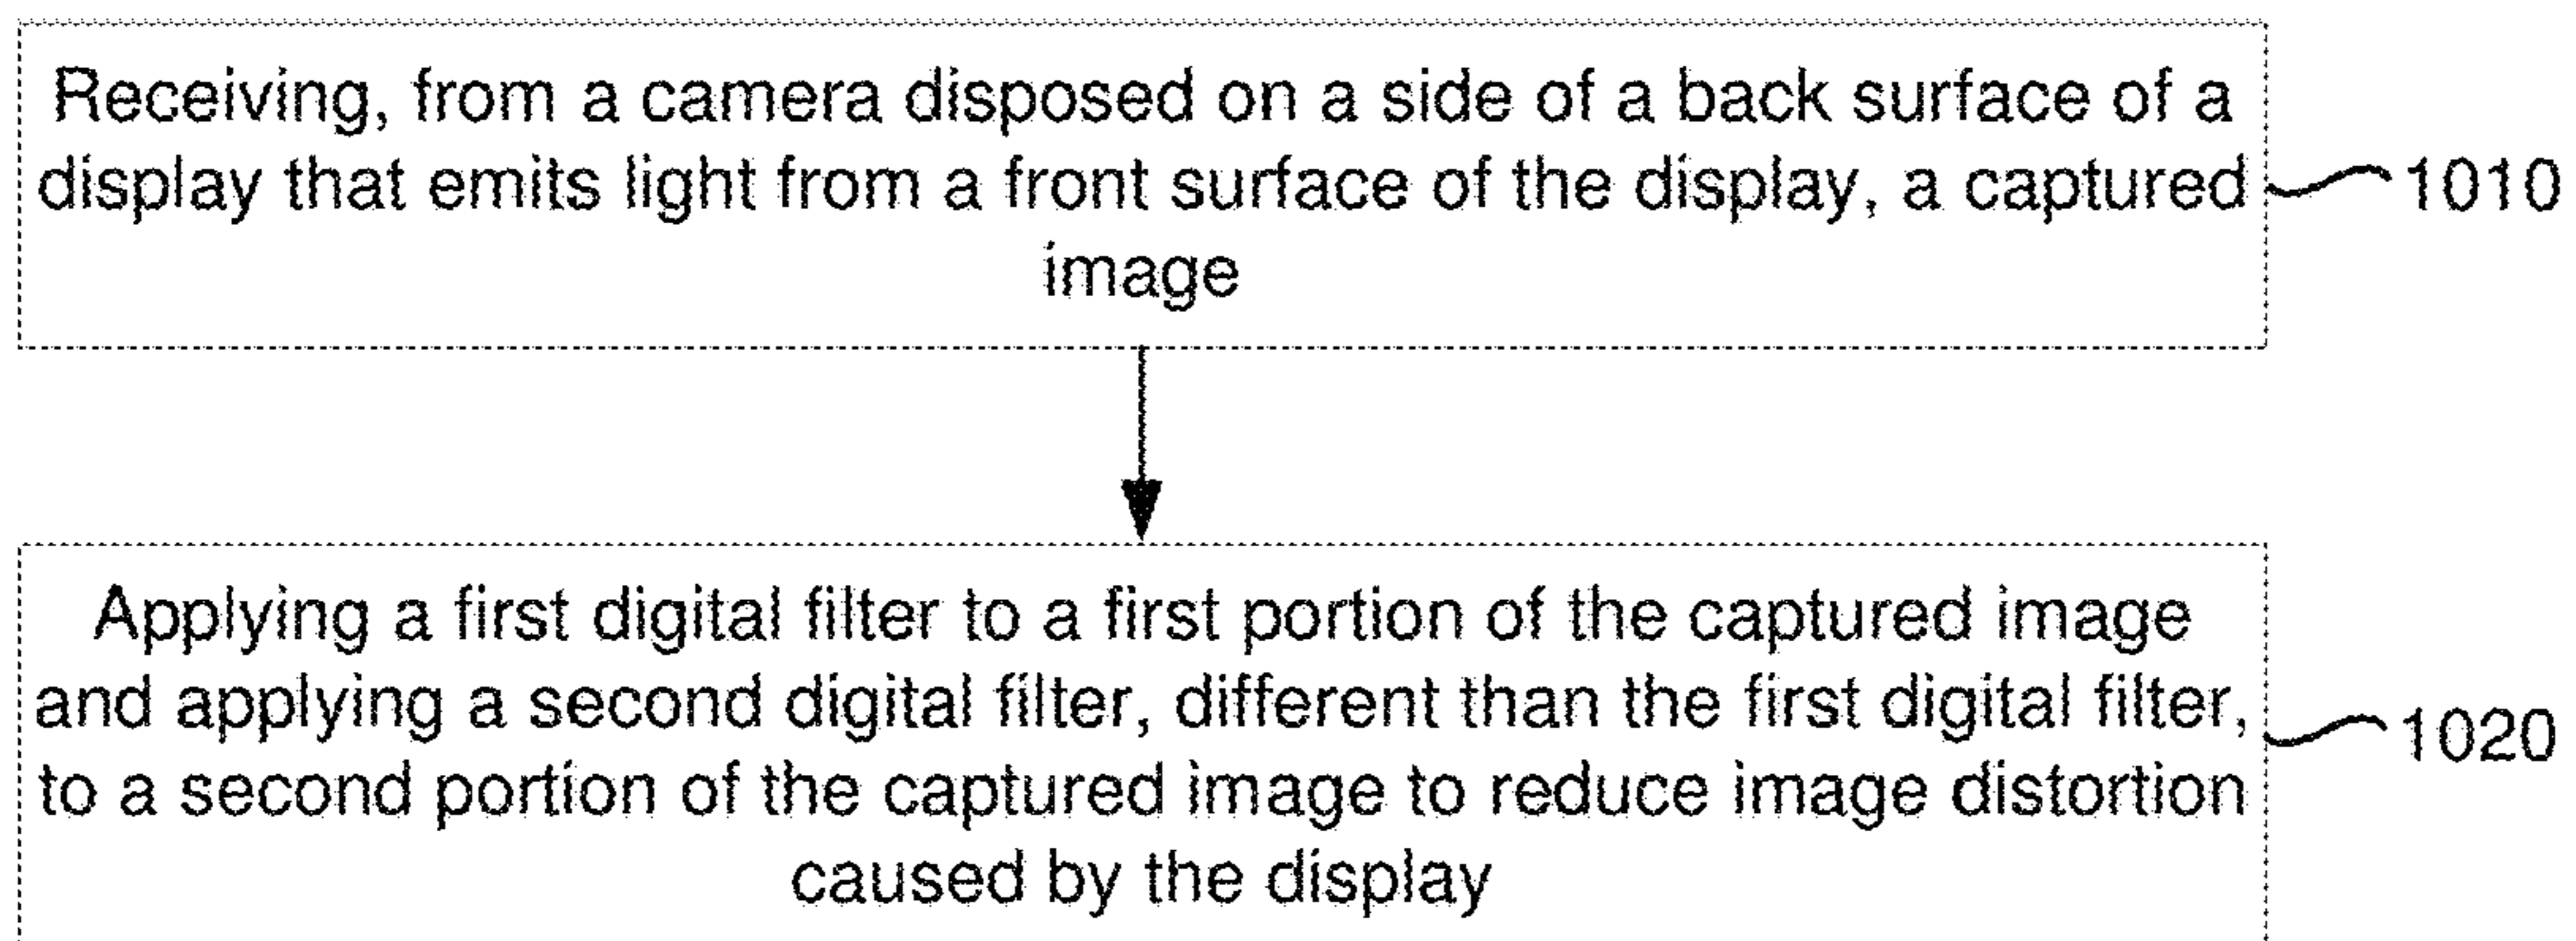 Receiving, from a camera disposed on a side of a back surface of a
display that emits light from a front surface of the display, a captured
image
1010
Applying a first digital filter to a first portion of the captured image
and applying a second digital filter, different than the first digital filter,
to a second portion of the captured image to reduce image distortion
caused by the display
1020